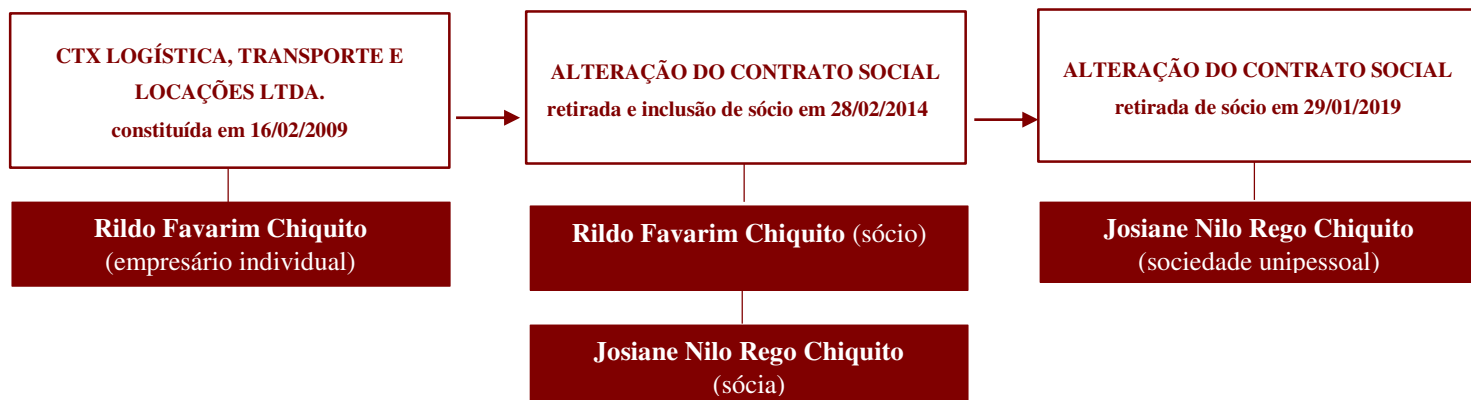 CTX LOGÍSTICA, TRANSPORTE E
LOCAÇÕES LTDA.
constituída em 16/02/2009
Rildo Favarim Chiquito
(empresário individual)
ALTERAÇÃO DO CONTRATO SOCIAL
retirada e inclusão de sócio em 28/02/2014
Rildo Favarim Chiquito (sócio)
Josiane Nilo Rego Chiquito
(sócia)
ALTERAÇÃO DO CONTRATO SOCIAL
retirada de sócio em 29/01/2019
Josiane Nilo Rego Chiquito
(sociedade unipessoal)